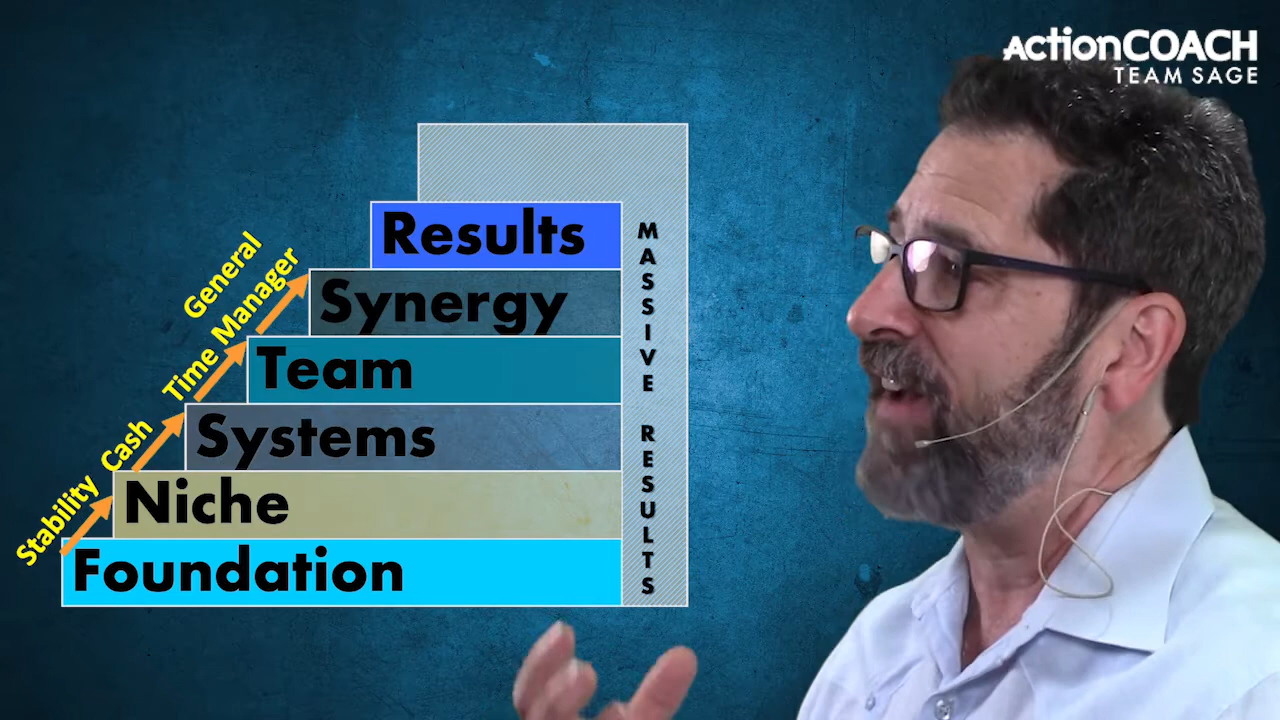 ActionCOACH
TEAM SAGE
Results
Synergy
Team
Systems
Niche
Foundation
MASSIVE RESULTS
Stability
Cash
Time
General
Manager